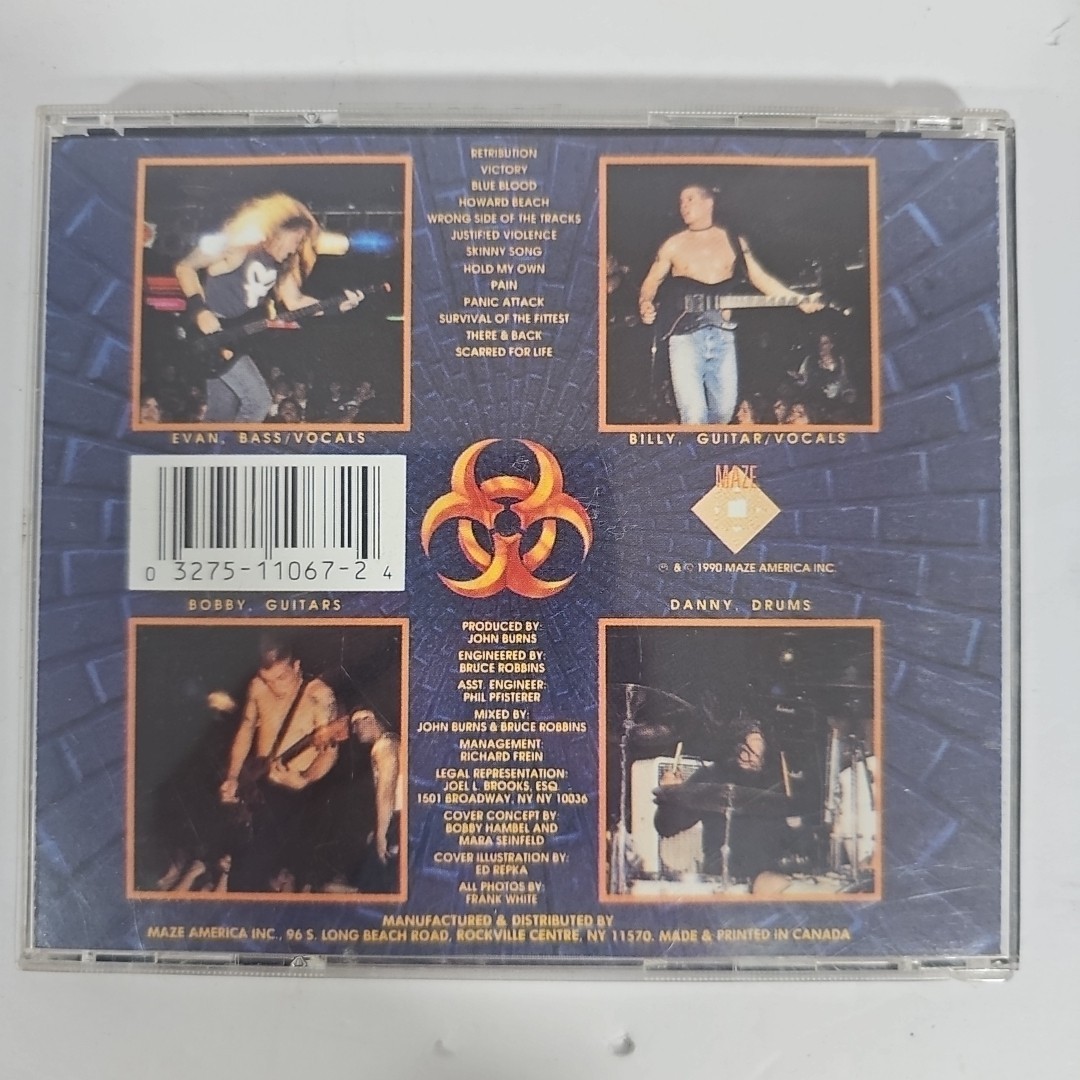 RETRIBUTION
VICTORY
BLUE BLOOD
HOWARD BEACH
WRONG SIDE OF THE TRACKS
JUSTIFIED VIOLENCE
SKINNY SONG
HOLD MY OWN
PAIN
PANIC ATTACK
SURVIVAL OF THE FITTEST
THERE & BACK
SCARRED FOR LIFE
EVAN, BASS/VOCALS
BILLY, GUITAR/VOCALS
0 3275-11067-2 4
MAZE
℗ & © 1990 MAZE AMERICA INC.
BOBBY, GUITARS
DANNY, DRUMS
PRODUCED BY:
JOHN BURNS
ENGINEERED BY:
BRUCE ROBBINS
ASST. ENGINEER:
PHIL PFISTERER
MIXED BY:
JOHN BURNS & BRUCE ROBBINS
MANAGEMENT:
RICHARD FREIN
LEGAL REPRESENTATION:
JOEL L. BROOKS, ESQ.
1501 BROADWAY, NY NY 10036
COVER CONCEPT BY:
BOBBY HAMBEL AND
MARA SEINFELD
COVER ILLUSTRATION BY:
ED REPKA
ALL PHOTOS BY:
FRANK WHITE
MANUFACTURED & DISTRIBUTED BY
MAZE AMERICA INC., 96 S. LONG BEACH ROAD, ROCKVILLE CENTRE, NY 11570. MADE & PRINTED IN CANADA